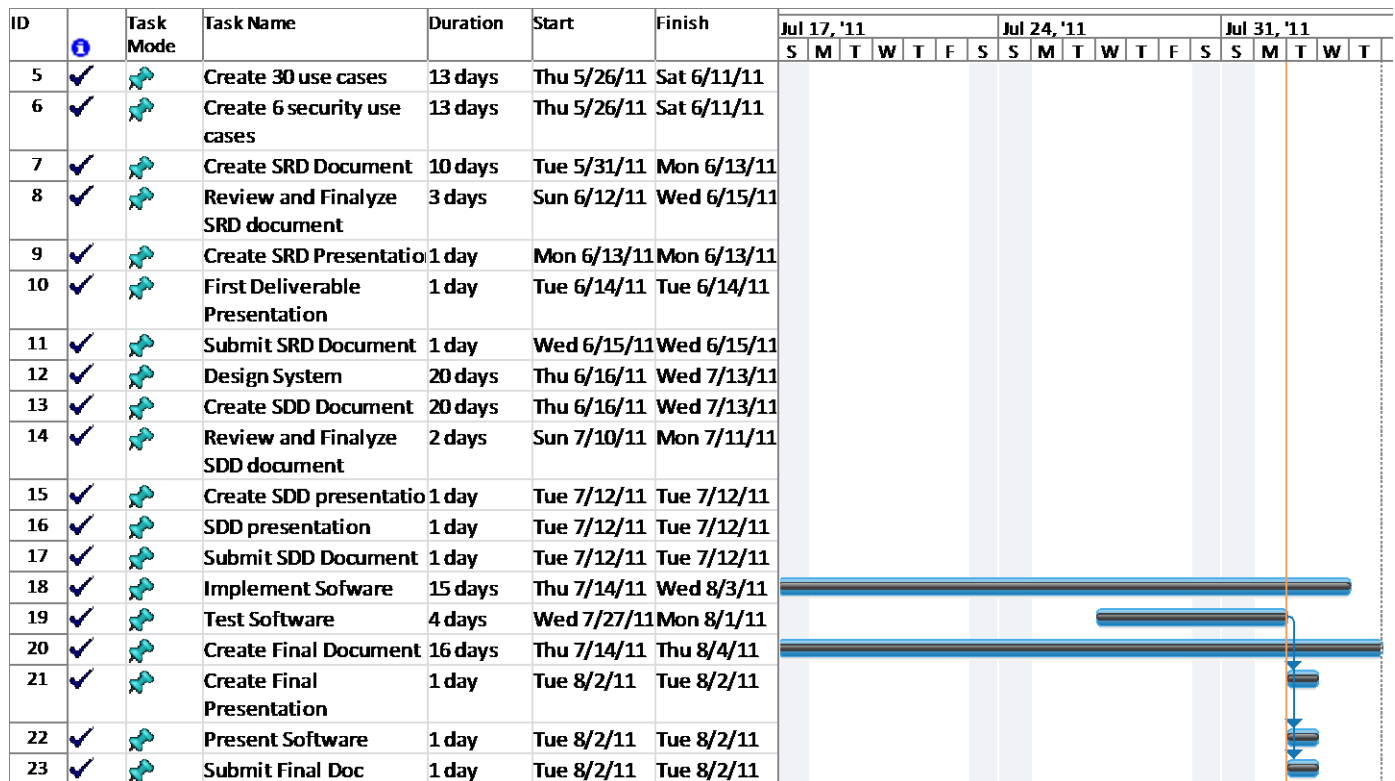 ID Task Task Name Duration Start Finish Jul 17, '11 Jul 24, '11 Jul 31, '11
i Mode S M T W T F S S M T W T F S S M T W T
5 Create 30 use cases 13 days Thu 5/26/11 Sat 6/11/11
6 Create 6 security use 13 days Thu 5/26/11 Sat 6/11/11
cases
7 Create SRD Document 10 days Tue 5/31/11 Mon 6/13/11
8 Review and Finalyze 3 days Sun 6/12/11 Wed 6/15/11
SRD document
9 Create SRD Presentatio 1 day Mon 6/13/11 Mon 6/13/11
10 First Deliverable 1 day Tue 6/14/11 Tue 6/14/11
Presentation
11 Submit SRD Document 1 day Wed 6/15/11 Wed 6/15/11
12 Design System 20 days Thu 6/16/11 Wed 7/13/11
13 Create SDD Document 20 days Thu 6/16/11 Wed 7/13/11
14 Review and Finalyze 2 days Sun 7/10/11 Mon 7/11/11
SDD document
15 Create SDD presentatio 1 day Tue 7/12/11 Tue 7/12/11
16 SDD presentation 1 day Tue 7/12/11 Tue 7/12/11
17 Submit SDD Document 1 day Tue 7/12/11 Tue 7/12/11
18 Implement Sofware 15 days Thu 7/14/11 Wed 8/3/11
19 Test Software 4 days Wed 7/27/11 Mon 8/1/11
20 Create Final Document 16 days Thu 7/14/11 Thu 8/4/11
21 Create Final 1 day Tue 8/2/11 Tue 8/2/11
Presentation
22 Present Software 1 day Tue 8/2/11 Tue 8/2/11
23 Submit Final Doc 1 day Tue 8/2/11 Tue 8/2/11